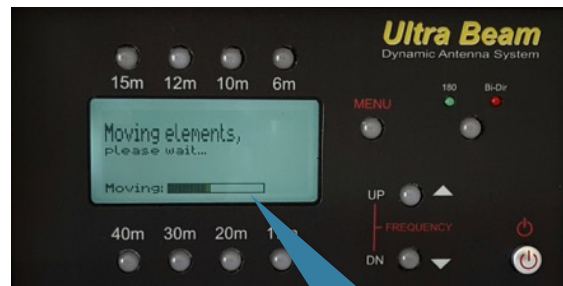 Ultra Beam
Dynamic Antenna System
15m 12m 10m 6m
MENU
180 Bi-Dir
Moving elements,
please wait...
Moving:
UP
FREQUENCY
DN
40m 30m 20m